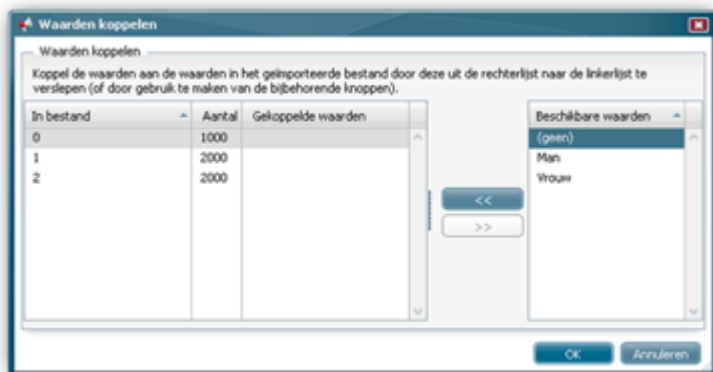 Waarden koppelen
Waarden koppelen
Koppel de waarden aan de waarden in het geïmporteerde bestand door deze uit de rechterlijst naar de linkerlijst te
verslepen (of door gebruik te maken van de bijbehorende knoppen).
In bestand Aantal Gekoppelde waarden Beschikbare waarden
0 1000 (geen)
1 2000 Man
2 2000 Vrouw
<<
>>
OK Annuleren